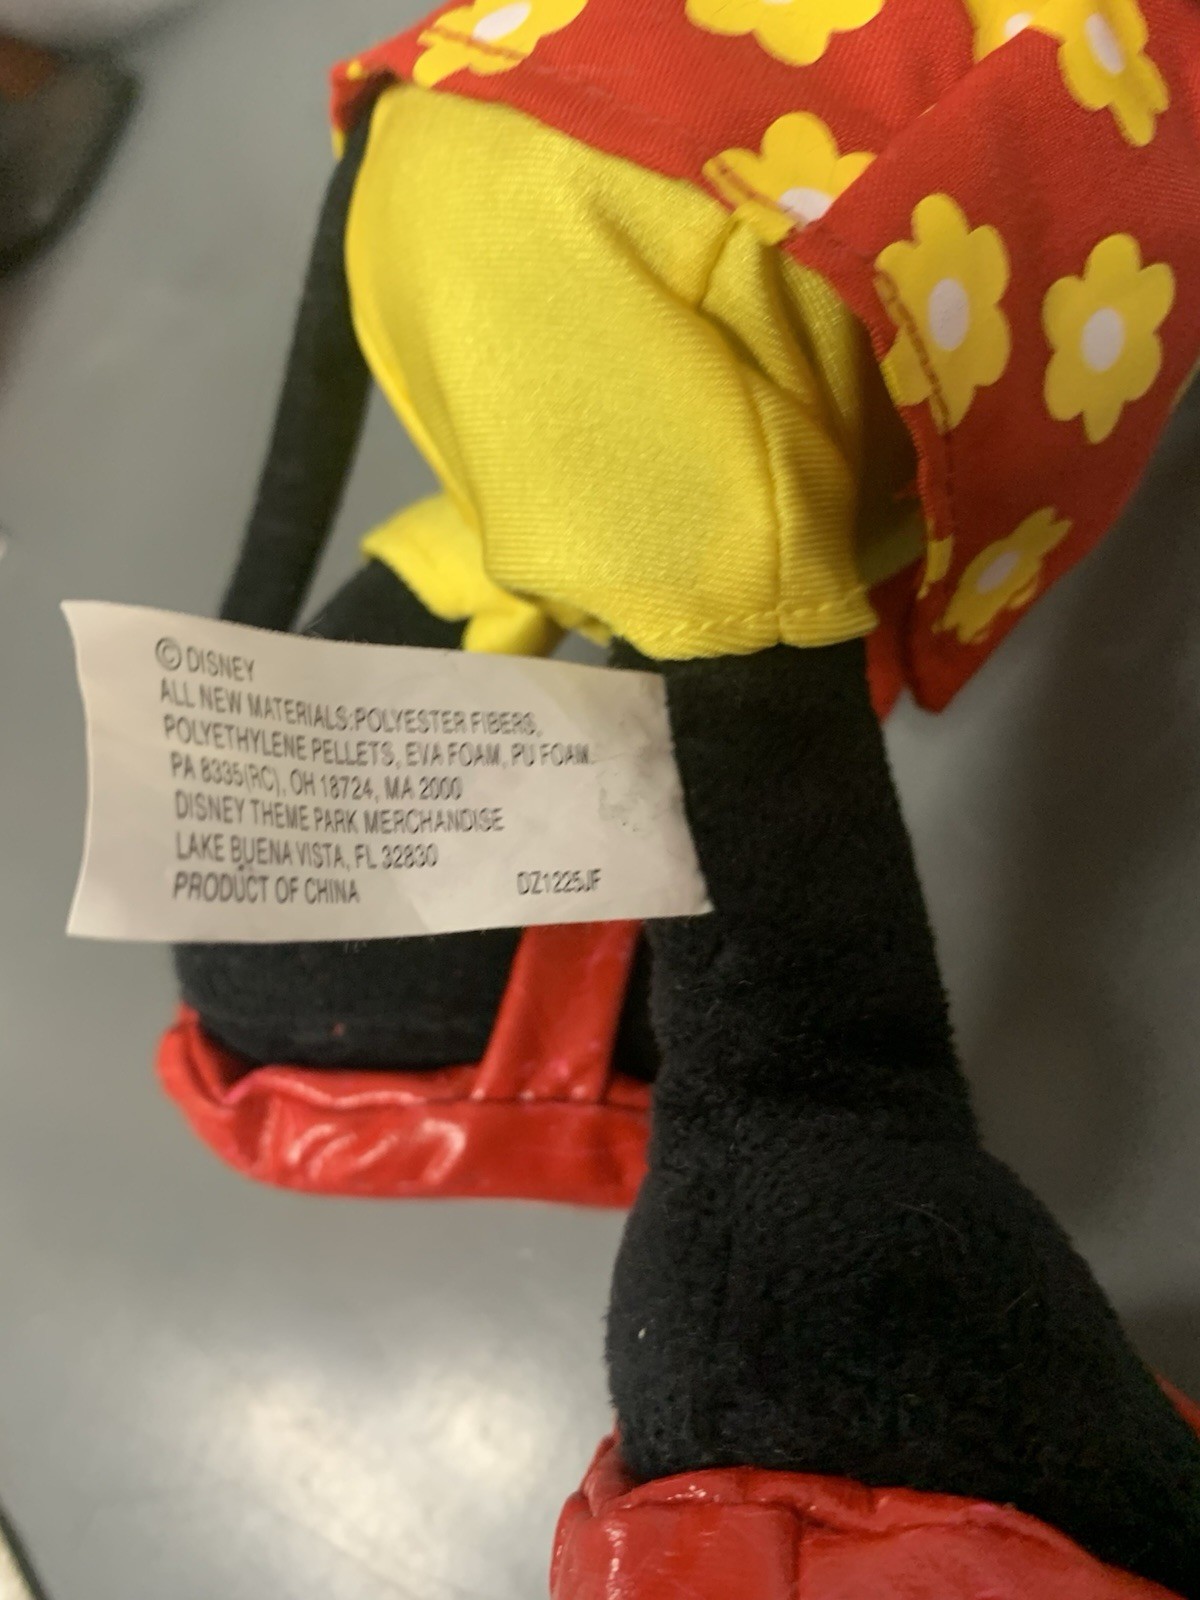 © DISNEY
ALL NEW MATERIALS:POLYESTER FIBERS,
POLYETHYLENE PELLETS, EVA FOAM, PU FOAM.
PA 8335(RC), OH 18724, MA 2000
DISNEY THEME PARK MERCHANDISE
LAKE BUENA VISTA, FL 32830
PRODUCT OF CHINA DZ1225JF